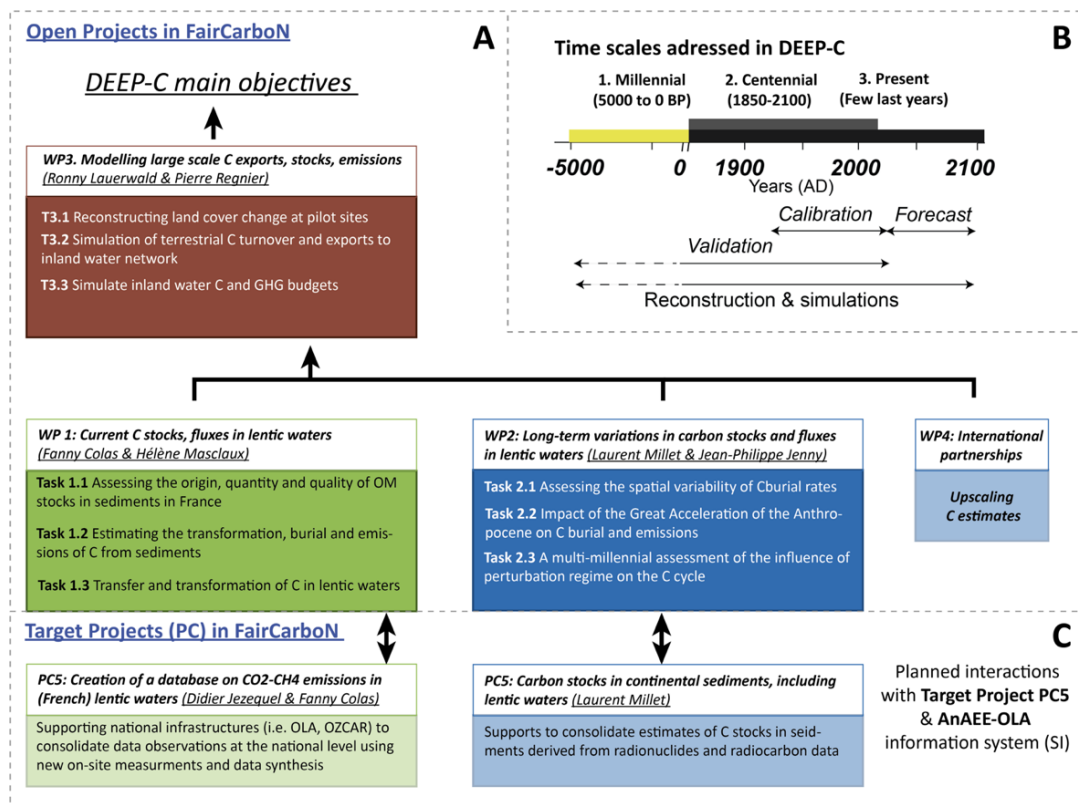 Open Projects in FairCarboN
A
DEEP-C main objectives
WP3. Modelling large scale C exports, stocks, emissions
(Ronny Lauerwald & Pierre Regnier)
T3.1 Reconstructing land cover change at pilot sites
T3.2 Simulation of terrestrial C turnover and exports to
inland water network
T3.3 Simulate inland water C and GHG budgets
B
Time scales adressed in DEEP-C
1. Millennial
(5000 to 0 BP)
2. Centennial
(1850-2100)
3. Present
(Few last years)
-5000 0 1900 2000 2100
Years (AD)
Calibration Forecast
Validation
Reconstruction & simulations
WP 1: Current C stocks, fluxes in lentic waters
(Fanny Colas & Hélène Masclaux)
Task 1.1 Assessing the origin, quantity and quality of OM
stocks in sediments in France
Task 1.2 Estimating the transformation, burial and emis-
sions of C from sediments
Task 1.3 Transfer and transformation of C in lentic waters
WP2: Long-term variations in carbon stocks and fluxes
in lentic waters (Laurent Millet & Jean-Philippe Jenny)
Task 2.1 Assessing the spatial variability of Cburial rates
Task 2.2 Impact of the Great Acceleration of the Anthro-
pocene on C burial and emissions
Task 2.3 A multi-millennial assessment of the influence of
perturbation regime on the C cycle
WP4: International
partnerships
Upscaling
C estimates
Target Projects (PC) in FairCarboN
C
PC5: Creation of a database on CO2-CH4 emissions in
(French) lentic waters (Didier Jezequel & Fanny Colas)
Supporting national infrastructures (i.e. OLA, OZCAR) to
consolidate data observations at the national level using
new on-site measurments and data synthesis
PC5: Carbon stocks in continental sediments, including
lentic waters (Laurent Millet)
Supports to consolidate estimates of C stocks in seid-
ments derived from radionuclides and radiocarbon data
Planned interactions
with Target Project PC5
& AnAEE-OLA
information system (SI)